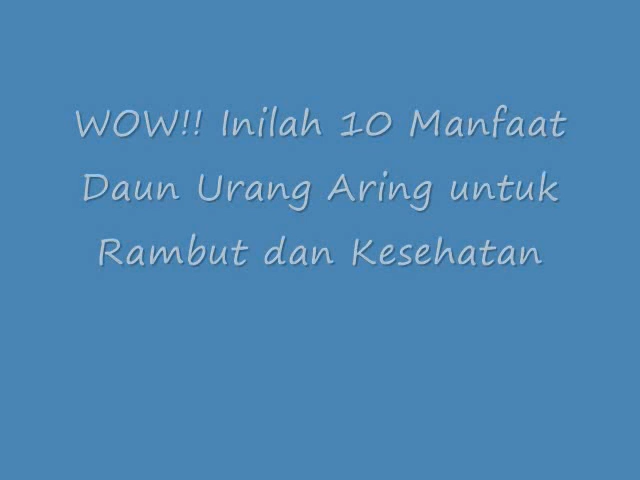 WOW!! Inilah 10 Manfaat
Daun Urang Aring untuk
Rambut dan Kesehatan